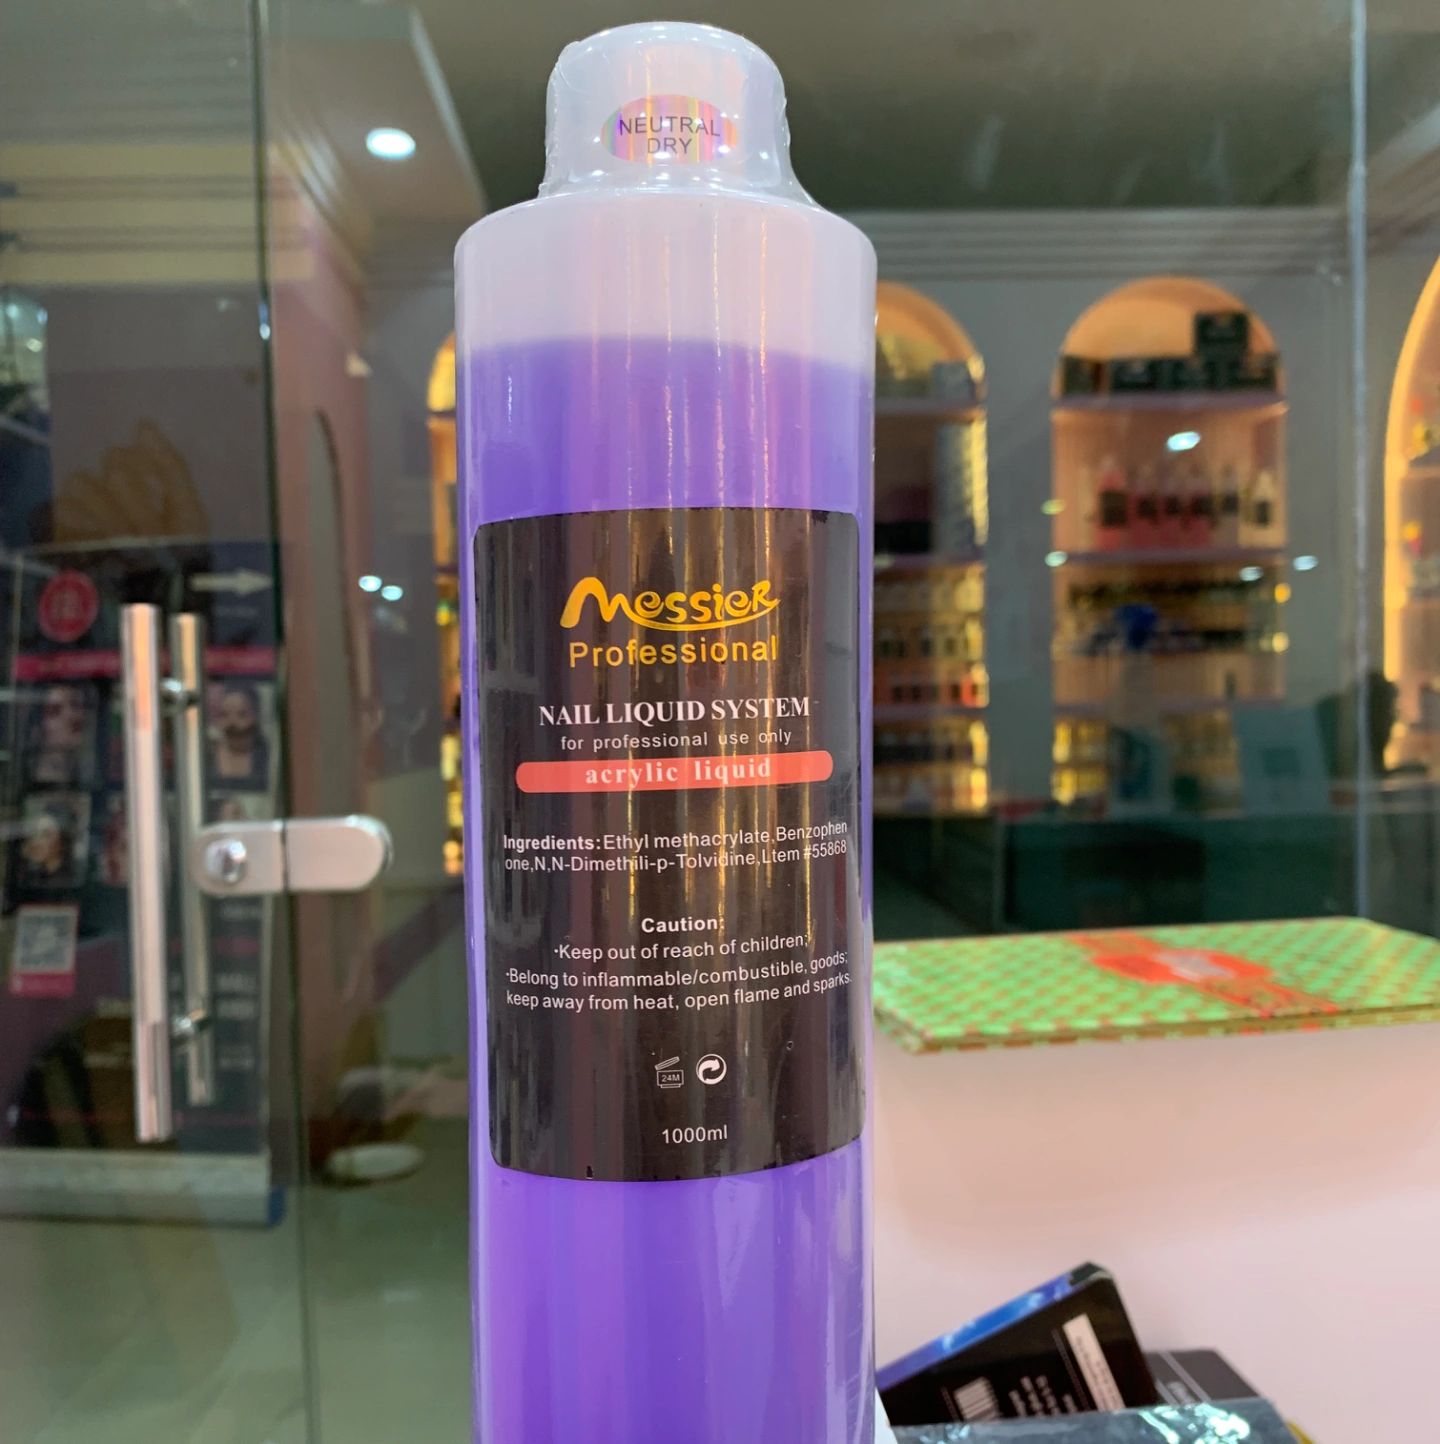 NEUTRAL
DRY
Messier
Professional
NAIL LIQUID SYSTEM
for professional use only
acrylic liquid
Ingredients:Ethyl methacrylate,Benzophen
one,N,N-Dimethili-p-Tolvidine,Ltem #55868
Caution:
·Keep out of reach of children;
·Belong to inflammable/combustible, goods;
keep away from heat, open flame and sparks.
24M
1000ml